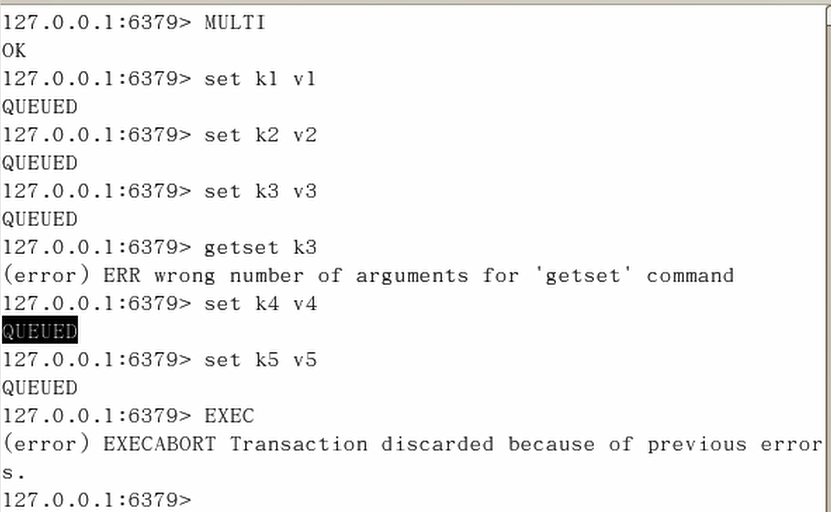 127.0.0.1:6379> MULTI
OK
127.0.0.1:6379> set k1 v1
QUEUED
127.0.0.1:6379> set k2 v2
QUEUED
127.0.0.1:6379> set k3 v3
QUEUED
127.0.0.1:6379> getset k3
(error) ERR wrong number of arguments for 'getset' command
127.0.0.1:6379> set k4 v4
QUEUED
127.0.0.1:6379> set k5 v5
QUEUED
127.0.0.1:6379> EXEC
(error) EXECABORT Transaction discarded because of previous error
s.
127.0.0.1:6379>